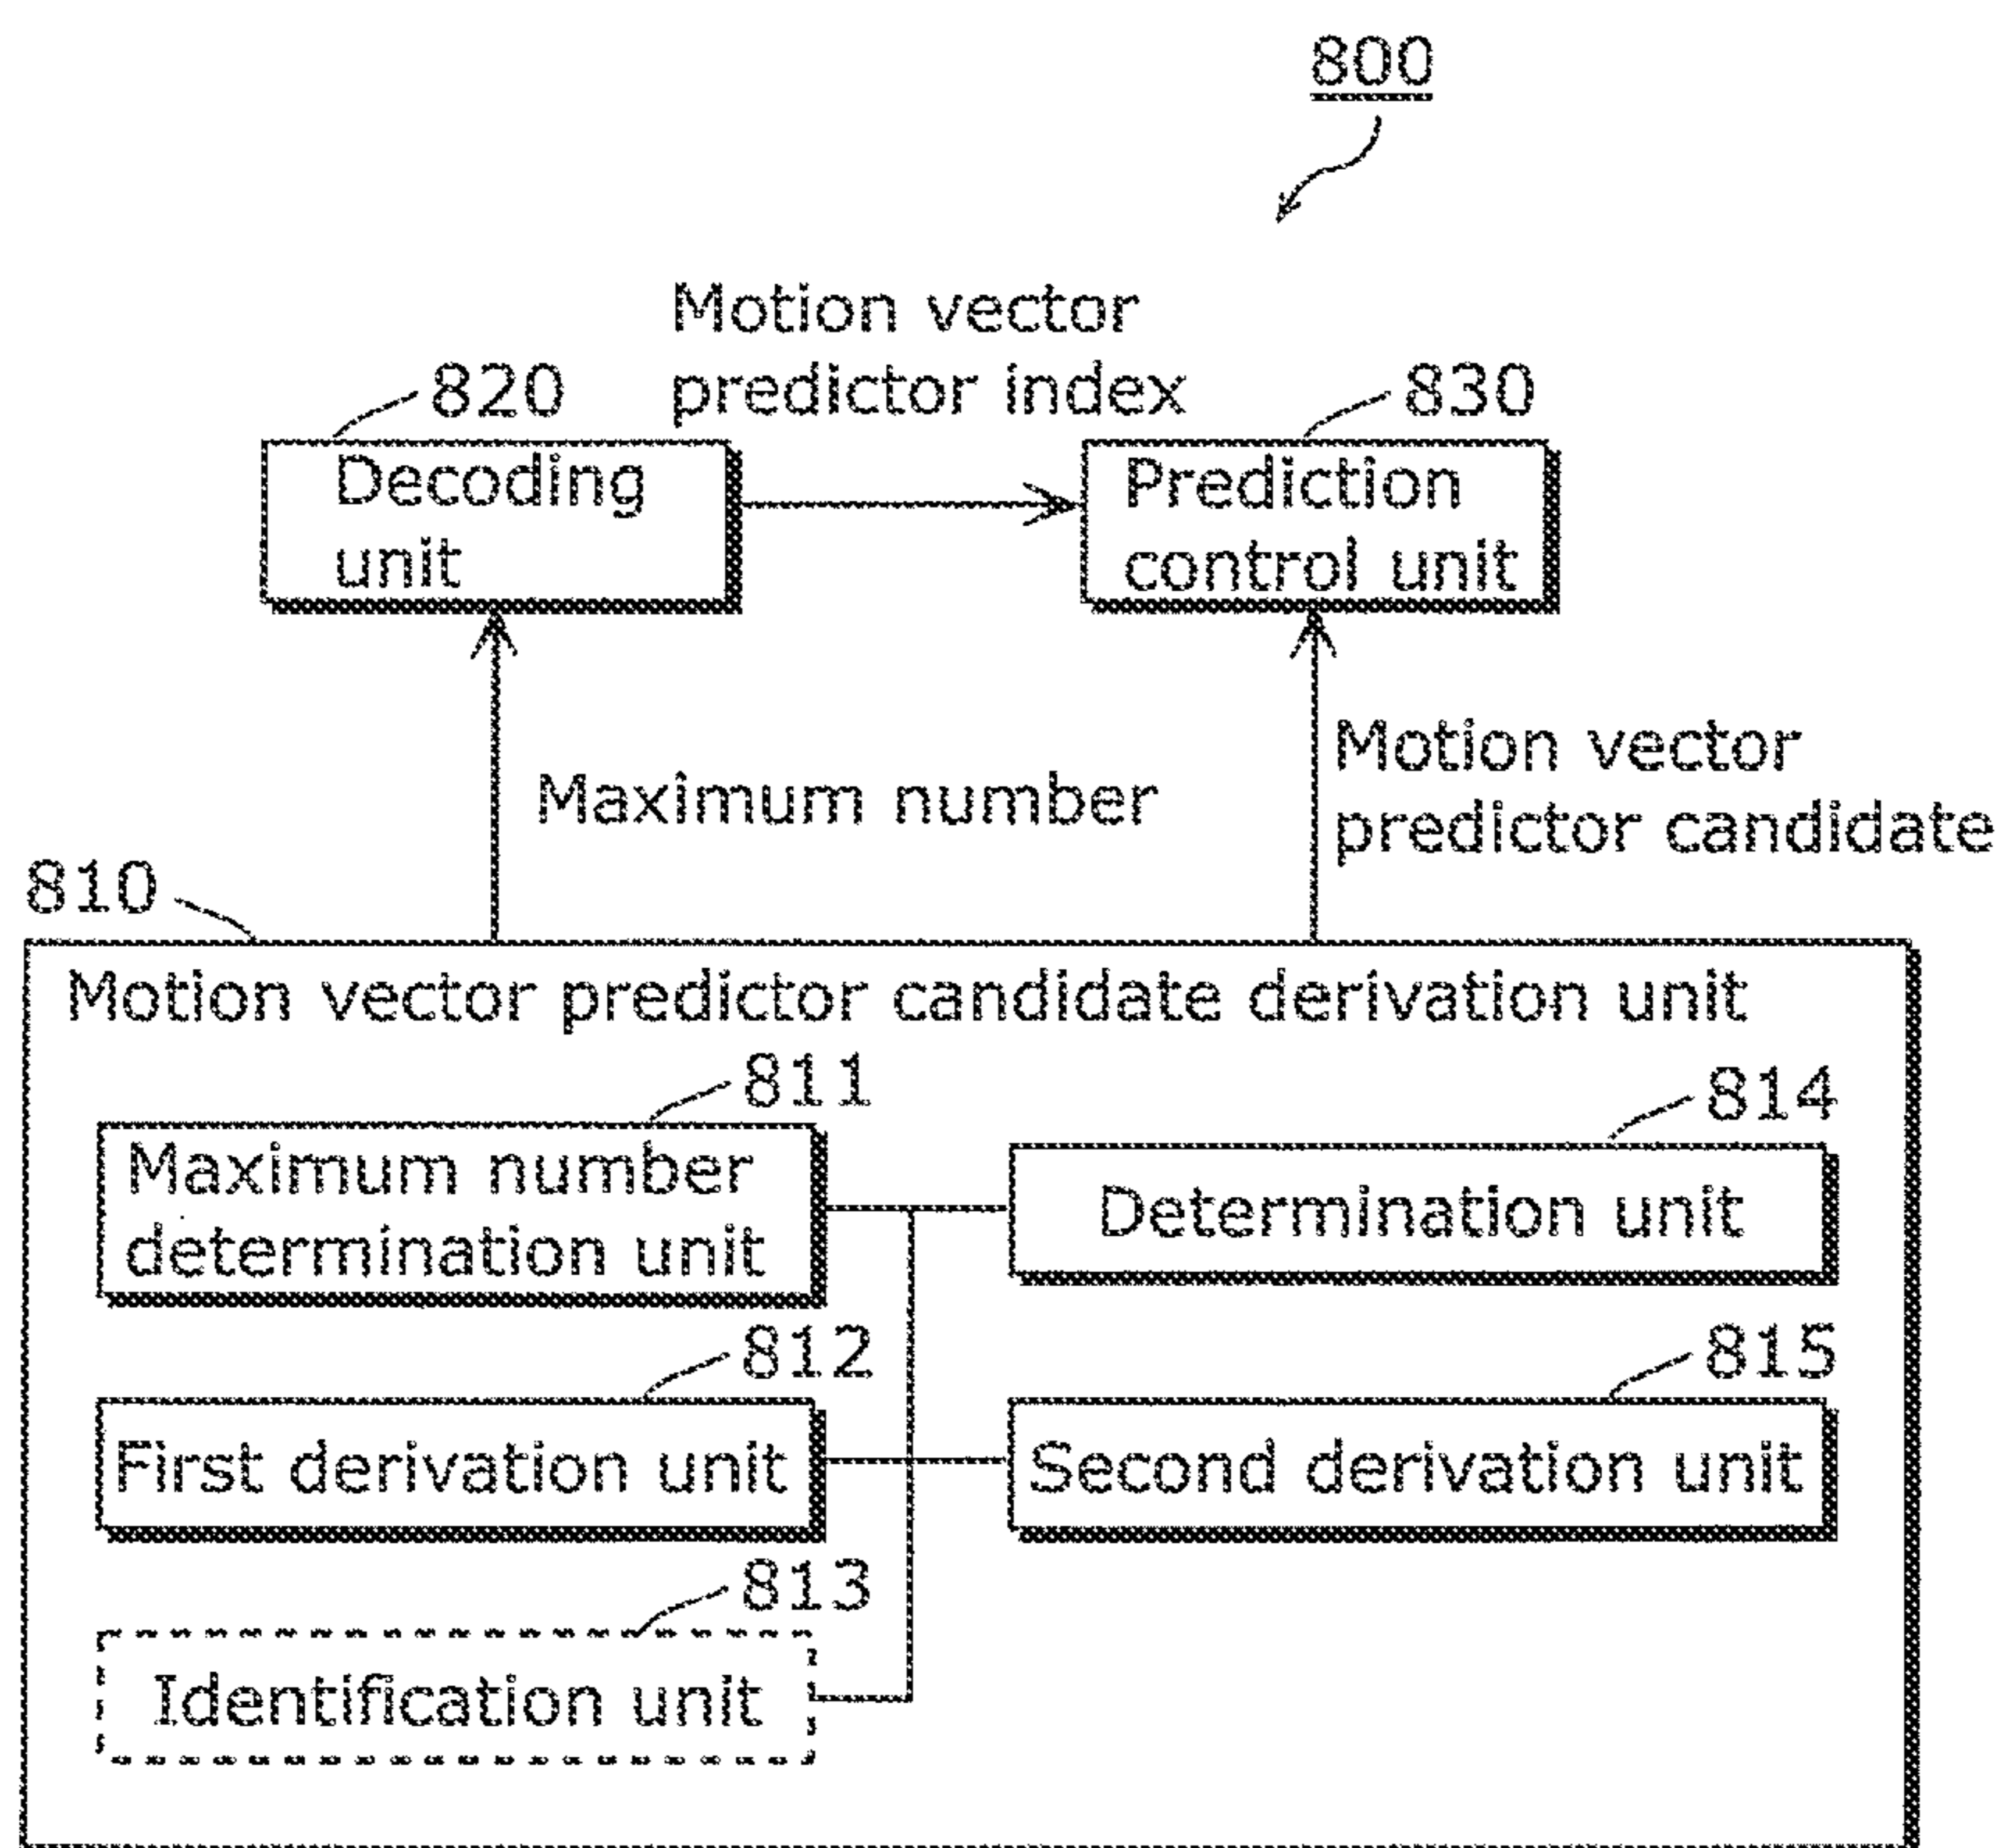 800
Motion vector
predictor index
820
830
Decoding
unit
Prediction
control unit
Maximum number
Motion vector
predictor candidate
810
Motion vector predictor candidate derivation unit
811
814
Maximum number
determination unit
Determination unit
812
815
First derivation unit
Second derivation unit
813
Identification unit